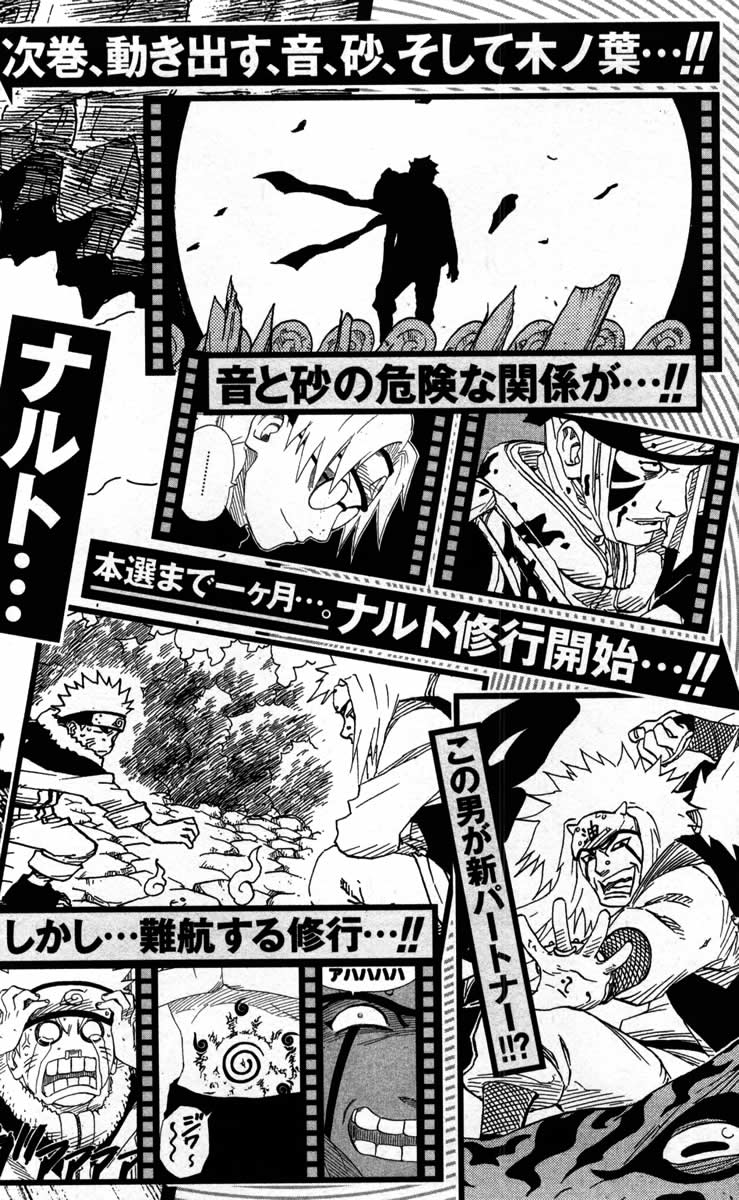 次巻、動き出す、音、砂、そして木ノ葉…!!
音と砂の危険な関係が…!!
………
ナルト…
本選まで一ヶ月…。ナルト修行開始…!!
この男が新パートナー!!?
しかし…難航する修行…!!
アハハハハ
ジワ〜〜